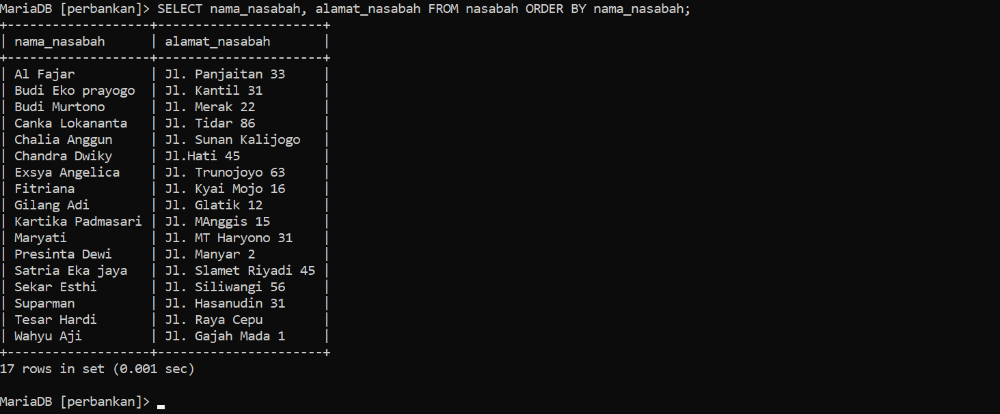 MariaDB [perbankan]> SELECT nama_nasabah, alamat_nasabah FROM nasabah ORDER BY nama_nasabah;
+-------------------+----------------------+
| nama_nasabah      | alamat_nasabah       |
+-------------------+----------------------+
| Al Fajar          | Jl. Panjaitan 33     |
| Budi Eko prayogo  | Jl. Kantil 31        |
| Budi Murtono      | Jl. Merak 22         |
| Canka Lokananta   | Jl. Tidar 86         |
| Chalia Anggun     | Jl. Sunan Kalijogo   |
| Chandra Dwiky     | Jl.Hati 45           |
| Exsya Angelica    | Jl. Trunojoyo 63     |
| Fitriana          | Jl. Kyai Mojo 16     |
| Gilang Adi        | Jl. Glatik 12        |
| Kartika Padmasari | Jl. MAnggis 15       |
| Maryati           | Jl. MT Haryono 31    |
| Presinta Dewi     | Jl. Manyar 2         |
| Satria Eka jaya   | Jl. Slamet Riyadi 45 |
| Sekar Esthi       | Jl. Siliwangi 56     |
| Suparman          | Jl. Hasanudin 31     |
| Tesar Hardi       | Jl. Raya Cepu        |
| Wahyu Aji         | Jl. Gajah Mada 1     |
+-------------------+----------------------+
17 rows in set (0.001 sec)
MariaDB [perbankan]>